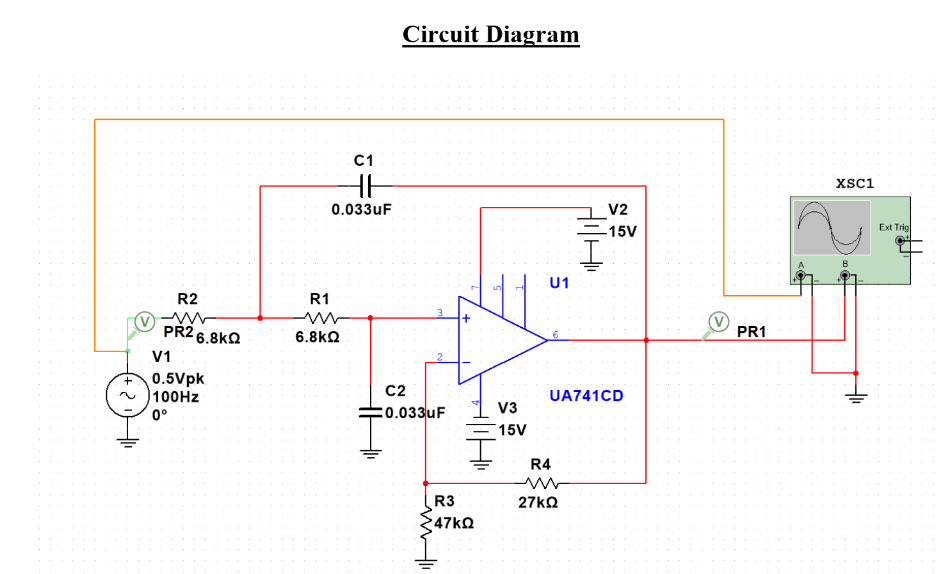 Circuit Diagram
C1
0.033uF
XSC1
Ext Trig
+
−
A
B
+ −
+ −
V2
15V
U1
7
5
1
R2
6.8kΩ
R1
6.8kΩ
3
+
6
2
−
4
V
PR2
V
PR1
V1
0.5Vpk
100Hz
0°
+
C2
0.033uF
UA741CD
V3
15V
R4
27kΩ
R3
47kΩ